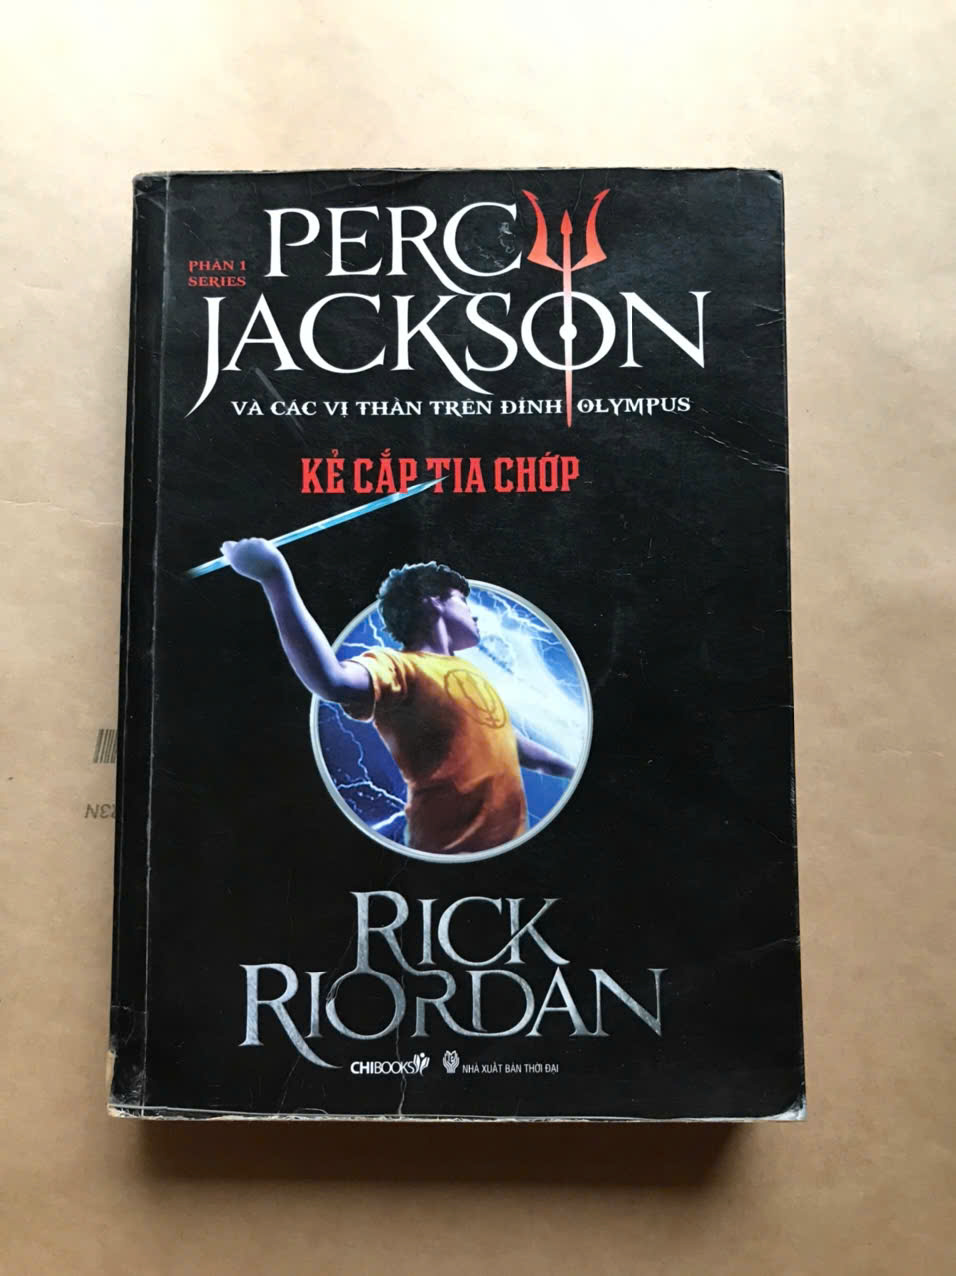 PERCY
PHẦN 1
SERIES
JACKSON
VÀ CÁC VỊ THẦN TRÊN ĐỈNH OLYMPUS
KẺ CẮP TIA CHỚP
RICK
RIORDAN
CHIBOOKS NHÀ XUẤT BẢN THỜI ĐẠI